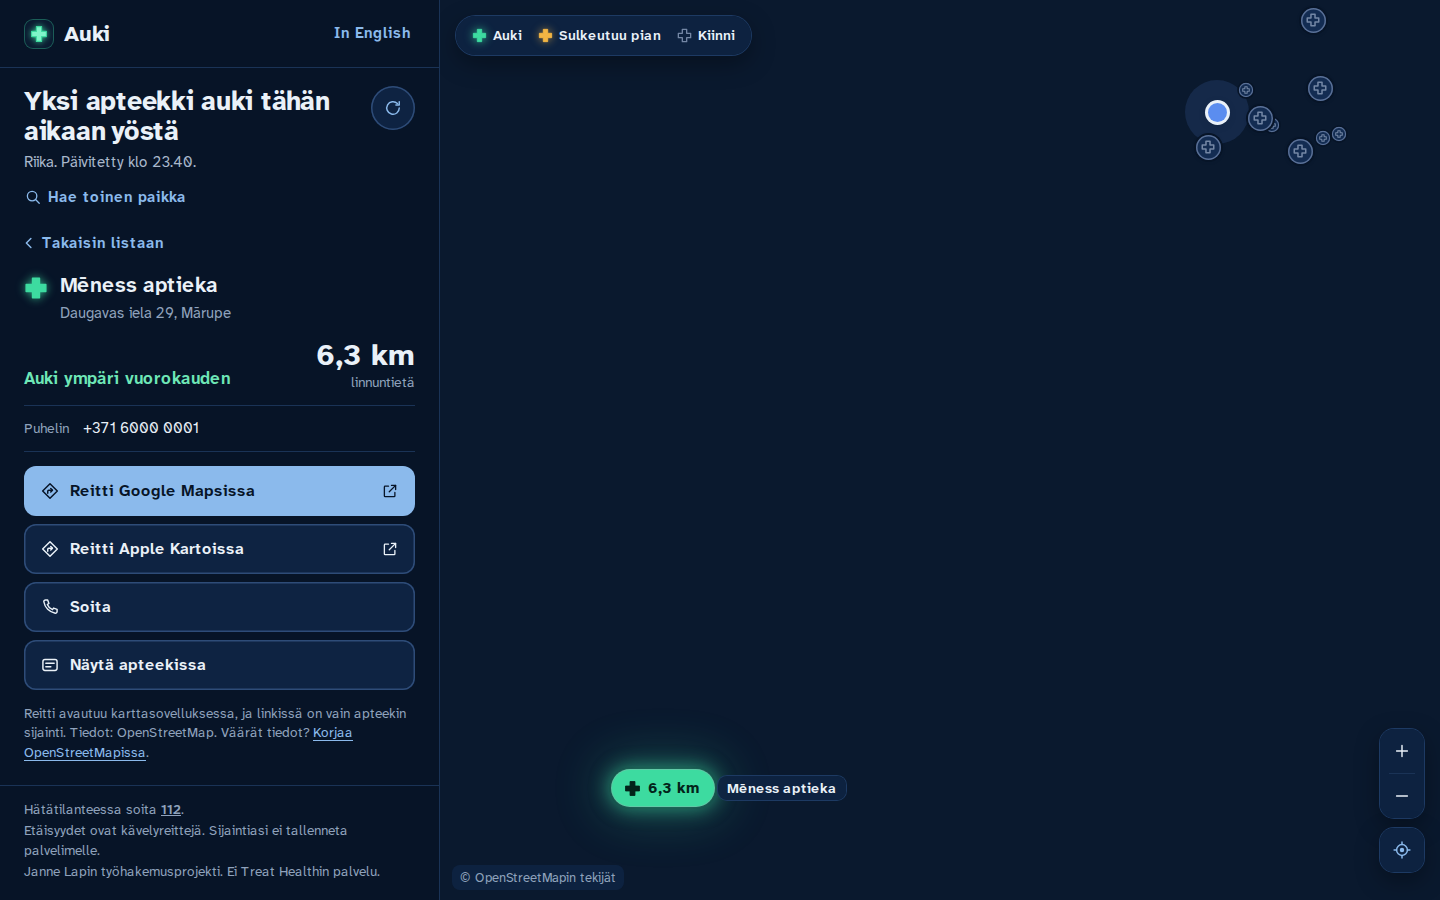 Auki
In English
Yksi apteekki auki tähän
aikaan yöstä
Riika. Päivitetty klo 23.40.
Hae toinen paikka
Takaisin listaan
Mēness aptieka
Daugavas iela 29, Mārupe
6,3 km
Auki ympäri vuorokauden
linnuntietä
Puhelin +371 6000 0001
Reitti Google Mapsissa
Reitti Apple Kartoissa
Soita
Näytä apteekissa
Reitti avautuu karttasovelluksessa, ja linkissä on vain apteekin
sijainti. Tiedot: OpenStreetMap. Väärät tiedot? Korjaa
OpenStreetMapissa.
Hätätilanteessa soita 112.
Etäisyydet ovat kävelyreittejä. Sijaintiasi ei tallenneta
palvelimelle.
Janne Lapin työhakemusprojekti. Ei Treat Healthin palvelu.
Auki Sulkeutuu pian Kiinni
6,3 km Mēness aptieka
© OpenStreetMapin tekijät